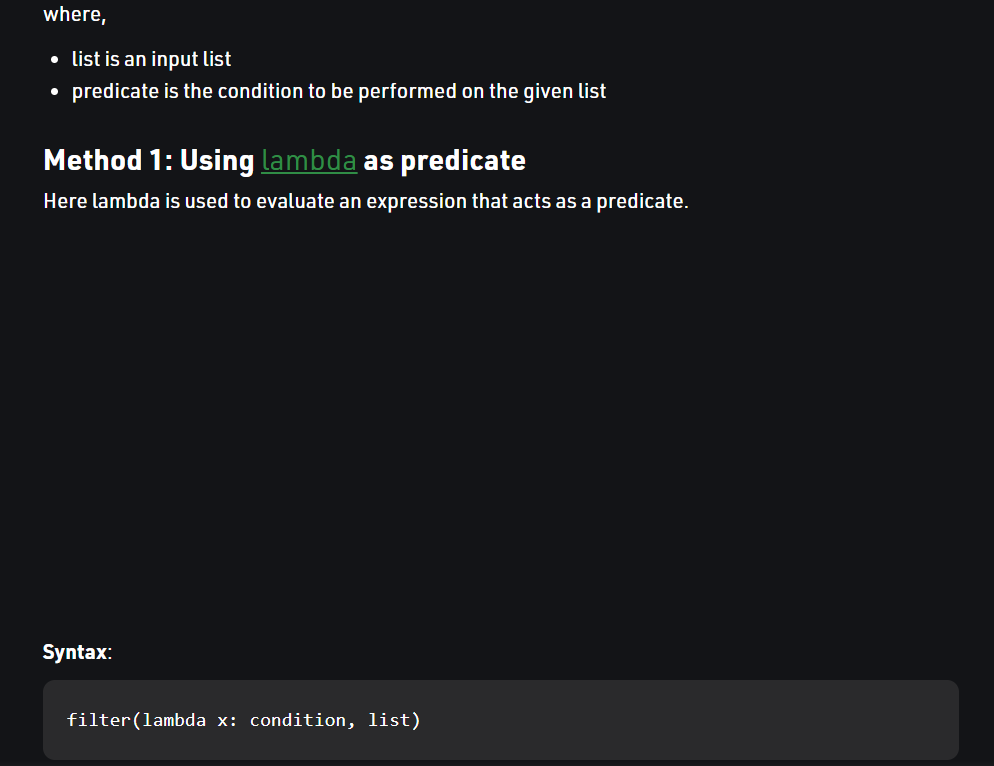 where,
list is an input list
predicate is the condition to be performed on the given list
Method 1: Using lambda as predicate
Here lambda is used to evaluate an expression that acts as a predicate.
Syntax:
filter(lambda x: condition, list)